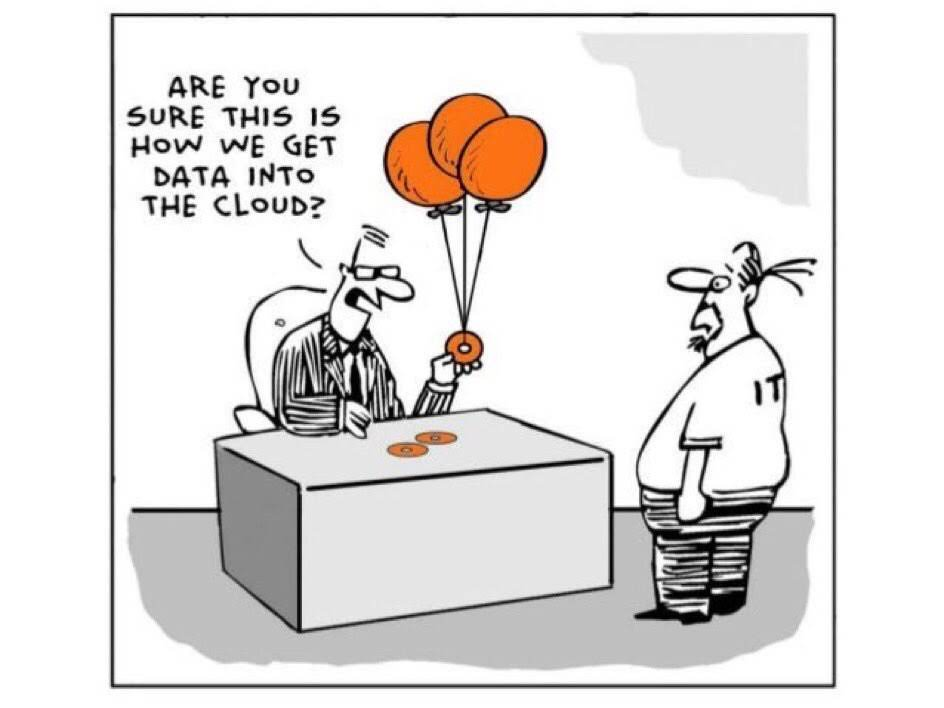 ARE YOU
SURE THIS IS
HOW WE GET
DATA INTO
THE CLOUD?
IT